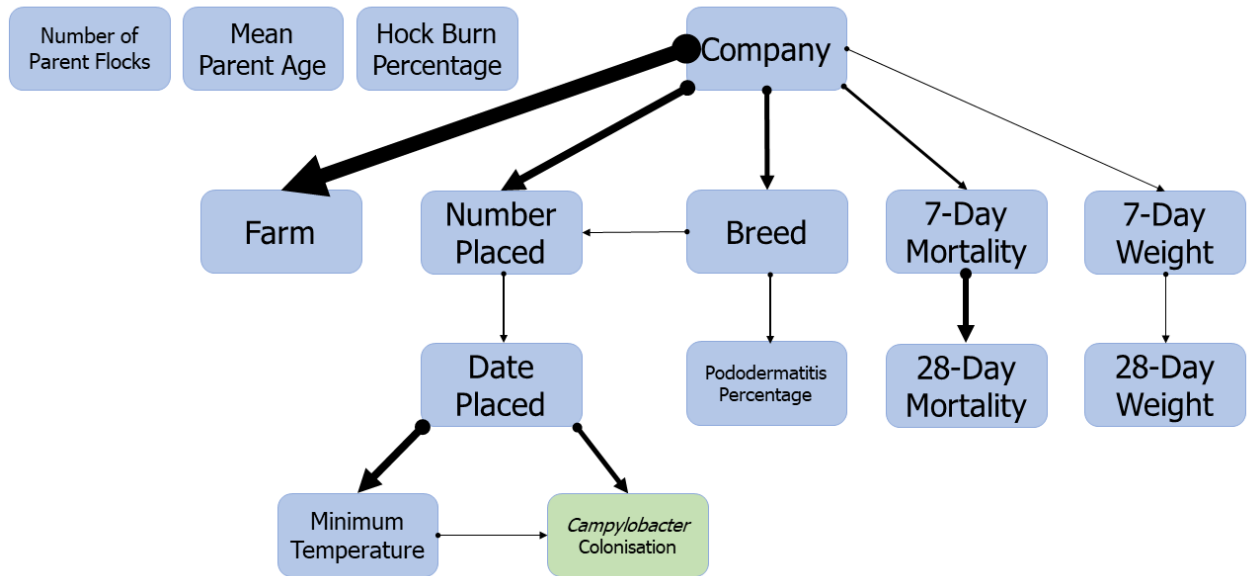 Number of
Parent Flocks
Mean
Parent Age
Hock Burn
Percentage
Company
Farm
Number
Placed
Breed
7-Day
Mortality
7-Day
Weight
Date
Placed
Pododermatitis
Percentage
28-Day
Mortality
28-Day
Weight
Minimum
Temperature
Campylobacter
Colonisation